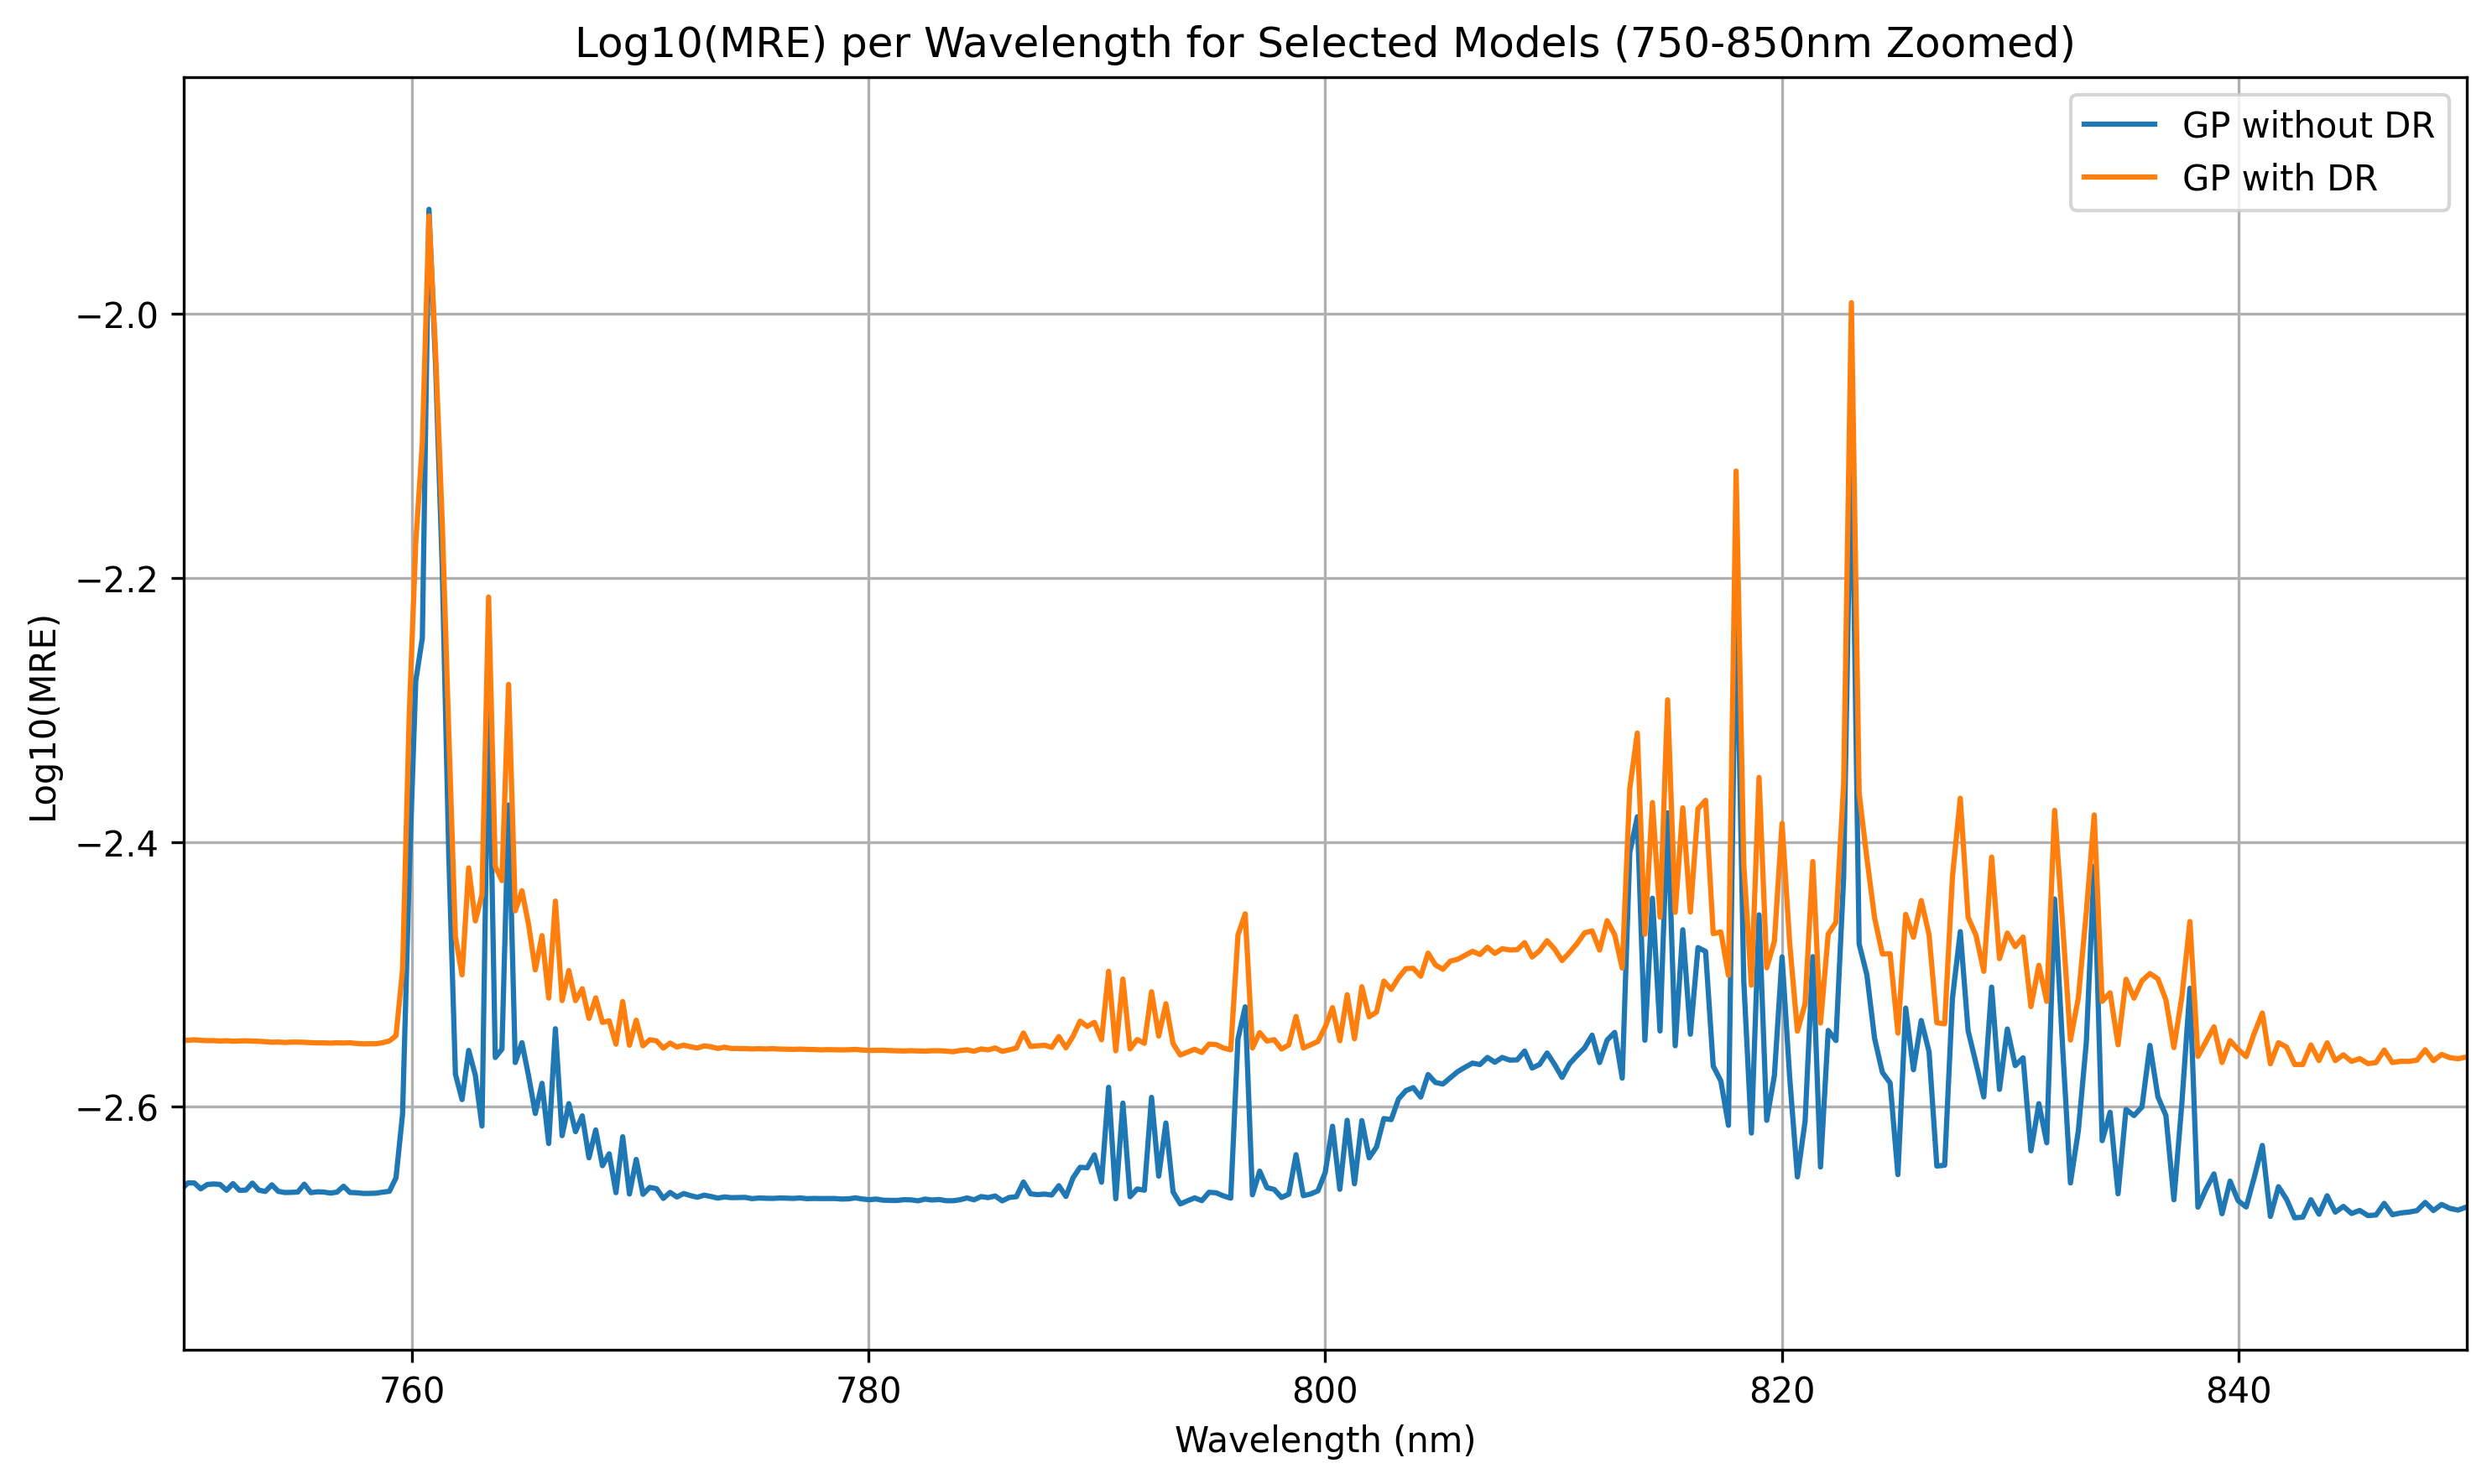 Log10(MRE) per Wavelength for Selected Models (750-850nm Zoomed)
GP without DR
GP with DR
Log10(MRE)
−2.0
−2.2
−2.4
−2.6
760 780 800 820 840
Wavelength (nm)